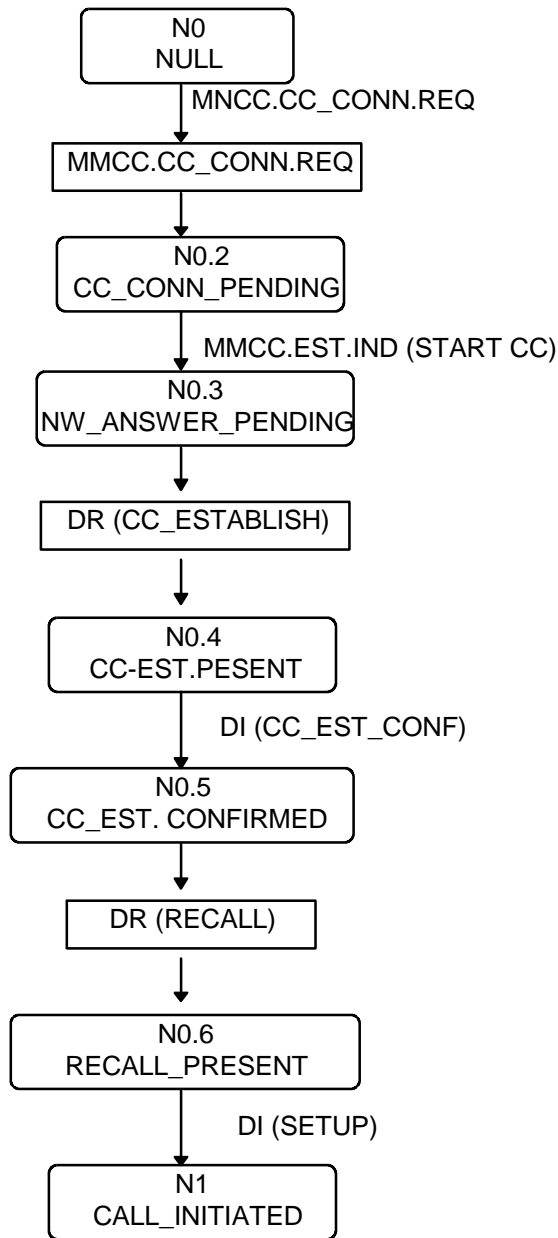 N0
NULL
MNCC.CC_CONN.REQ
MMCC.CC_CONN.REQ
N0.2
CC_CONN_PENDING
MMCC.EST.IND (START CC)
N0.3
NW_ANSWER_PENDING
DR (CC_ESTABLISH)
N0.4
CC-EST.PESENT
DI (CC_EST_CONF)
N0.5
CC_EST. CONFIRMED
DR (RECALL)
N0.6
RECALL_PRESENT
DI (SETUP)
N1
CALL_INITIATED